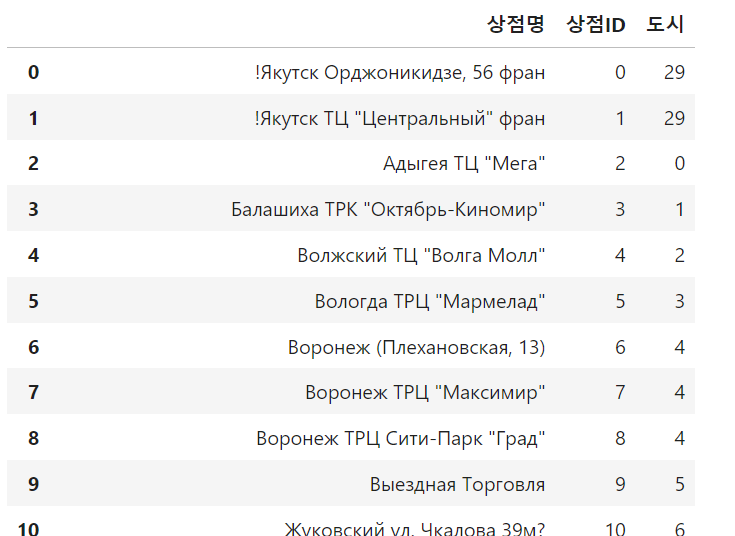 상점명 상점ID 도시
0 !Якутск Орджоникидзе, 56 фран 0 29
1 !Якутск ТЦ "Центральный" фран 1 29
2 Адыгея ТЦ "Мега" 2 0
3 Балашиха ТРК "Октябрь-Киномир" 3 1
4 Волжский ТЦ "Волга Молл" 4 2
5 Вологда ТРЦ "Мармелад" 5 3
6 Воронеж (Плехановская, 13) 6 4
7 Воронеж ТРЦ "Максимир" 7 4
8 Воронеж ТРЦ Сити-Парк "Град" 8 4
9 Выездная Торговля 9 5
10 Жуковский ул. Чкалова 39м? 10 6